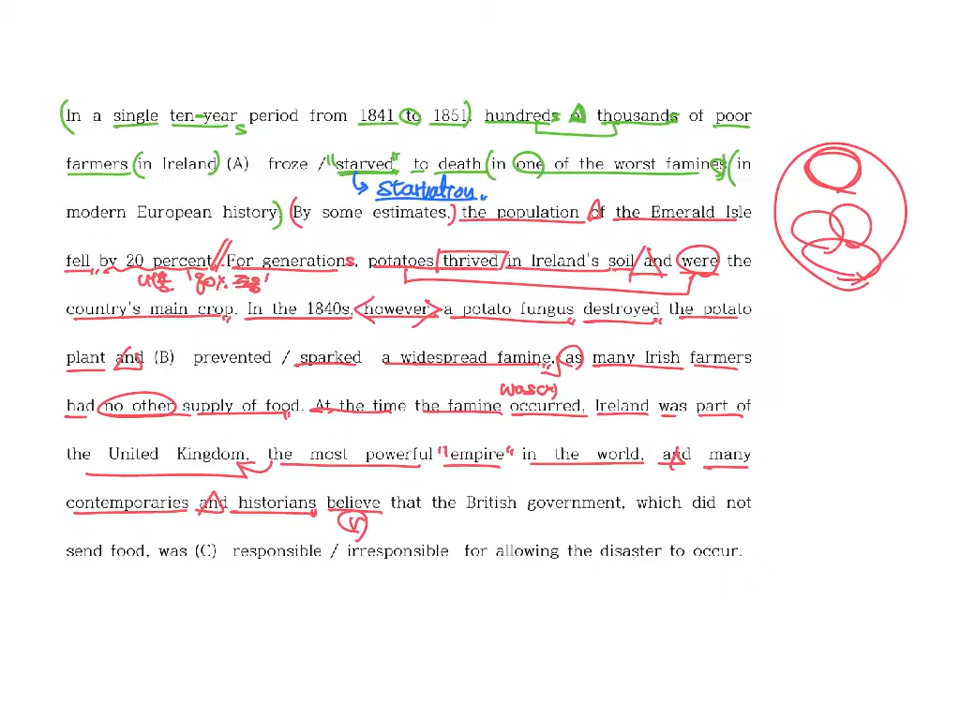 In a single ten-year period from 1841 to 1851, hundreds of thousands of poor
s
farmers in Ireland (A) froze / "starved" to death in one of the worst famines in
starvation.
modern European history. By some estimates, the population of the Emerald Isle
fell by 20 percent. For generations, potatoes thrived in Ireland's soil and were the
country's main crop. In the 1840s, however, a potato fungus destroyed the potato
plant and (B) prevented / sparked a widespread famine, as many Irish farmers
was(x)
had no other supply of food. At the time the famine occurred, Ireland was part of
the United Kingdom, the most powerful "empire" in the world, and many
contemporaries and historians believe that the British government, which did not
(v)
send food, was (C) responsible / irresponsible for allowing the disaster to occur.